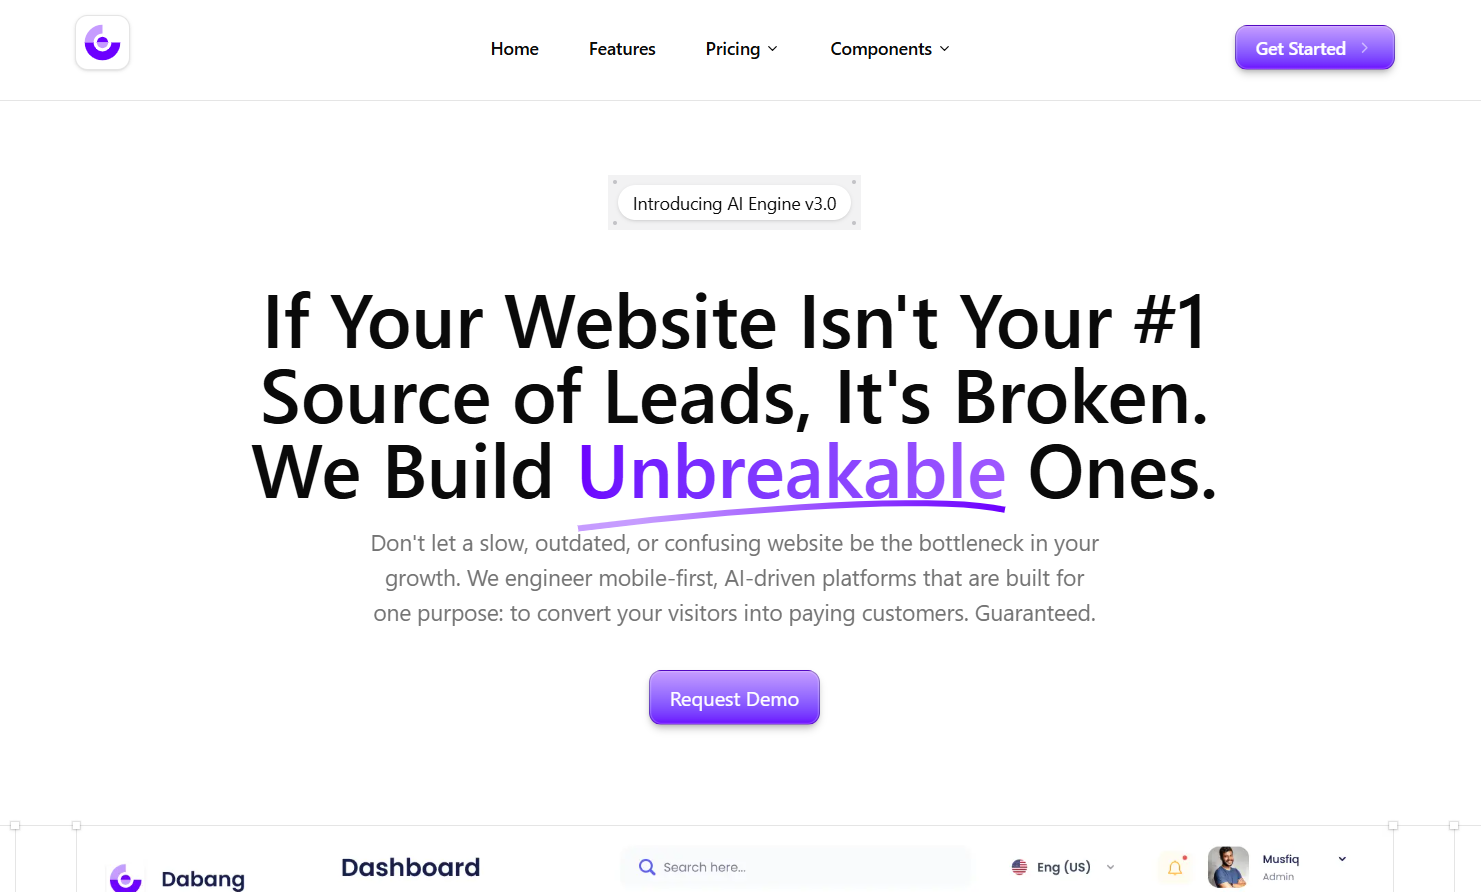 Home Features Pricing Components Get Started
Introducing AI Engine v3.0
If Your Website Isn't Your #1
Source of Leads, It's Broken.
We Build Unbreakable Ones.
Don't let a slow, outdated, or confusing website be the bottleneck in your
growth. We engineer mobile-first, AI-driven platforms that are built for
one purpose: to convert your visitors into paying customers. Guaranteed.
Request Demo
Dabang
Dashboard
Search here...
Eng (US)
Musfiq
Admin